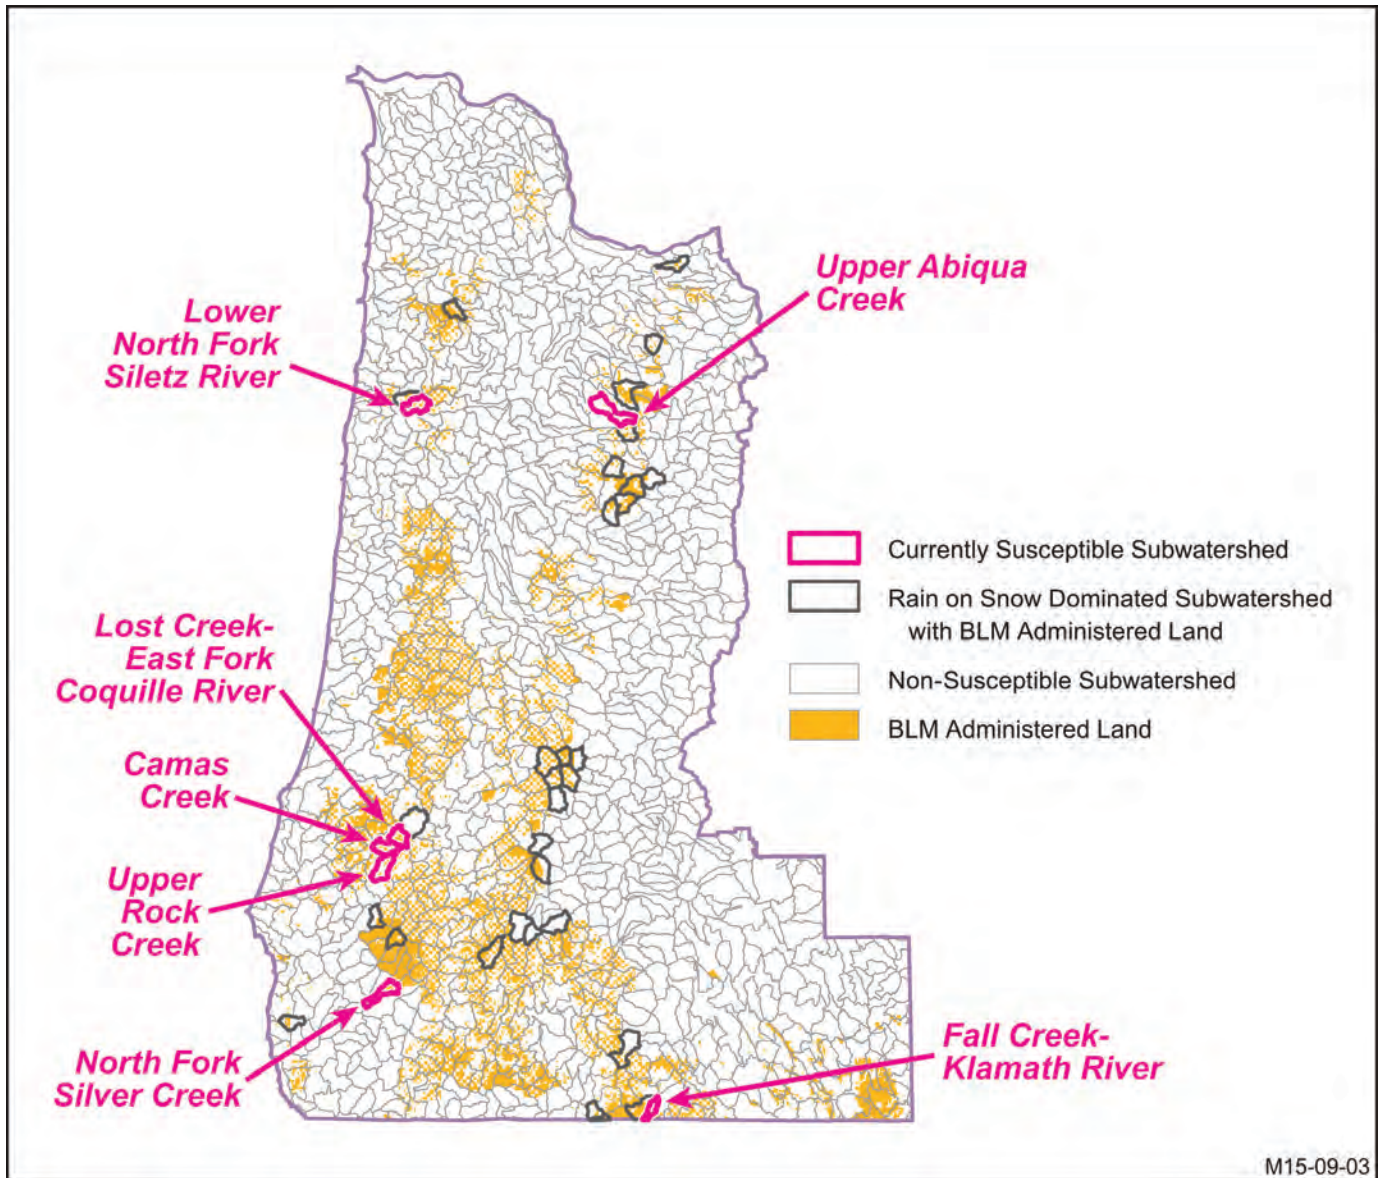 Upper Abiqua
Creek
Lower
North Fork
Siletz River
Currently Susceptible Subwatershed
Rain on Snow Dominated Subwatershed
with BLM Administered Land
Non-Susceptible Subwatershed
BLM Administered Land
Lost Creek-
East Fork
Coquille River
Camas
Creek
Upper
Rock
Creek
North Fork
Silver Creek
Fall Creek-
Klamath River
M15-09-03